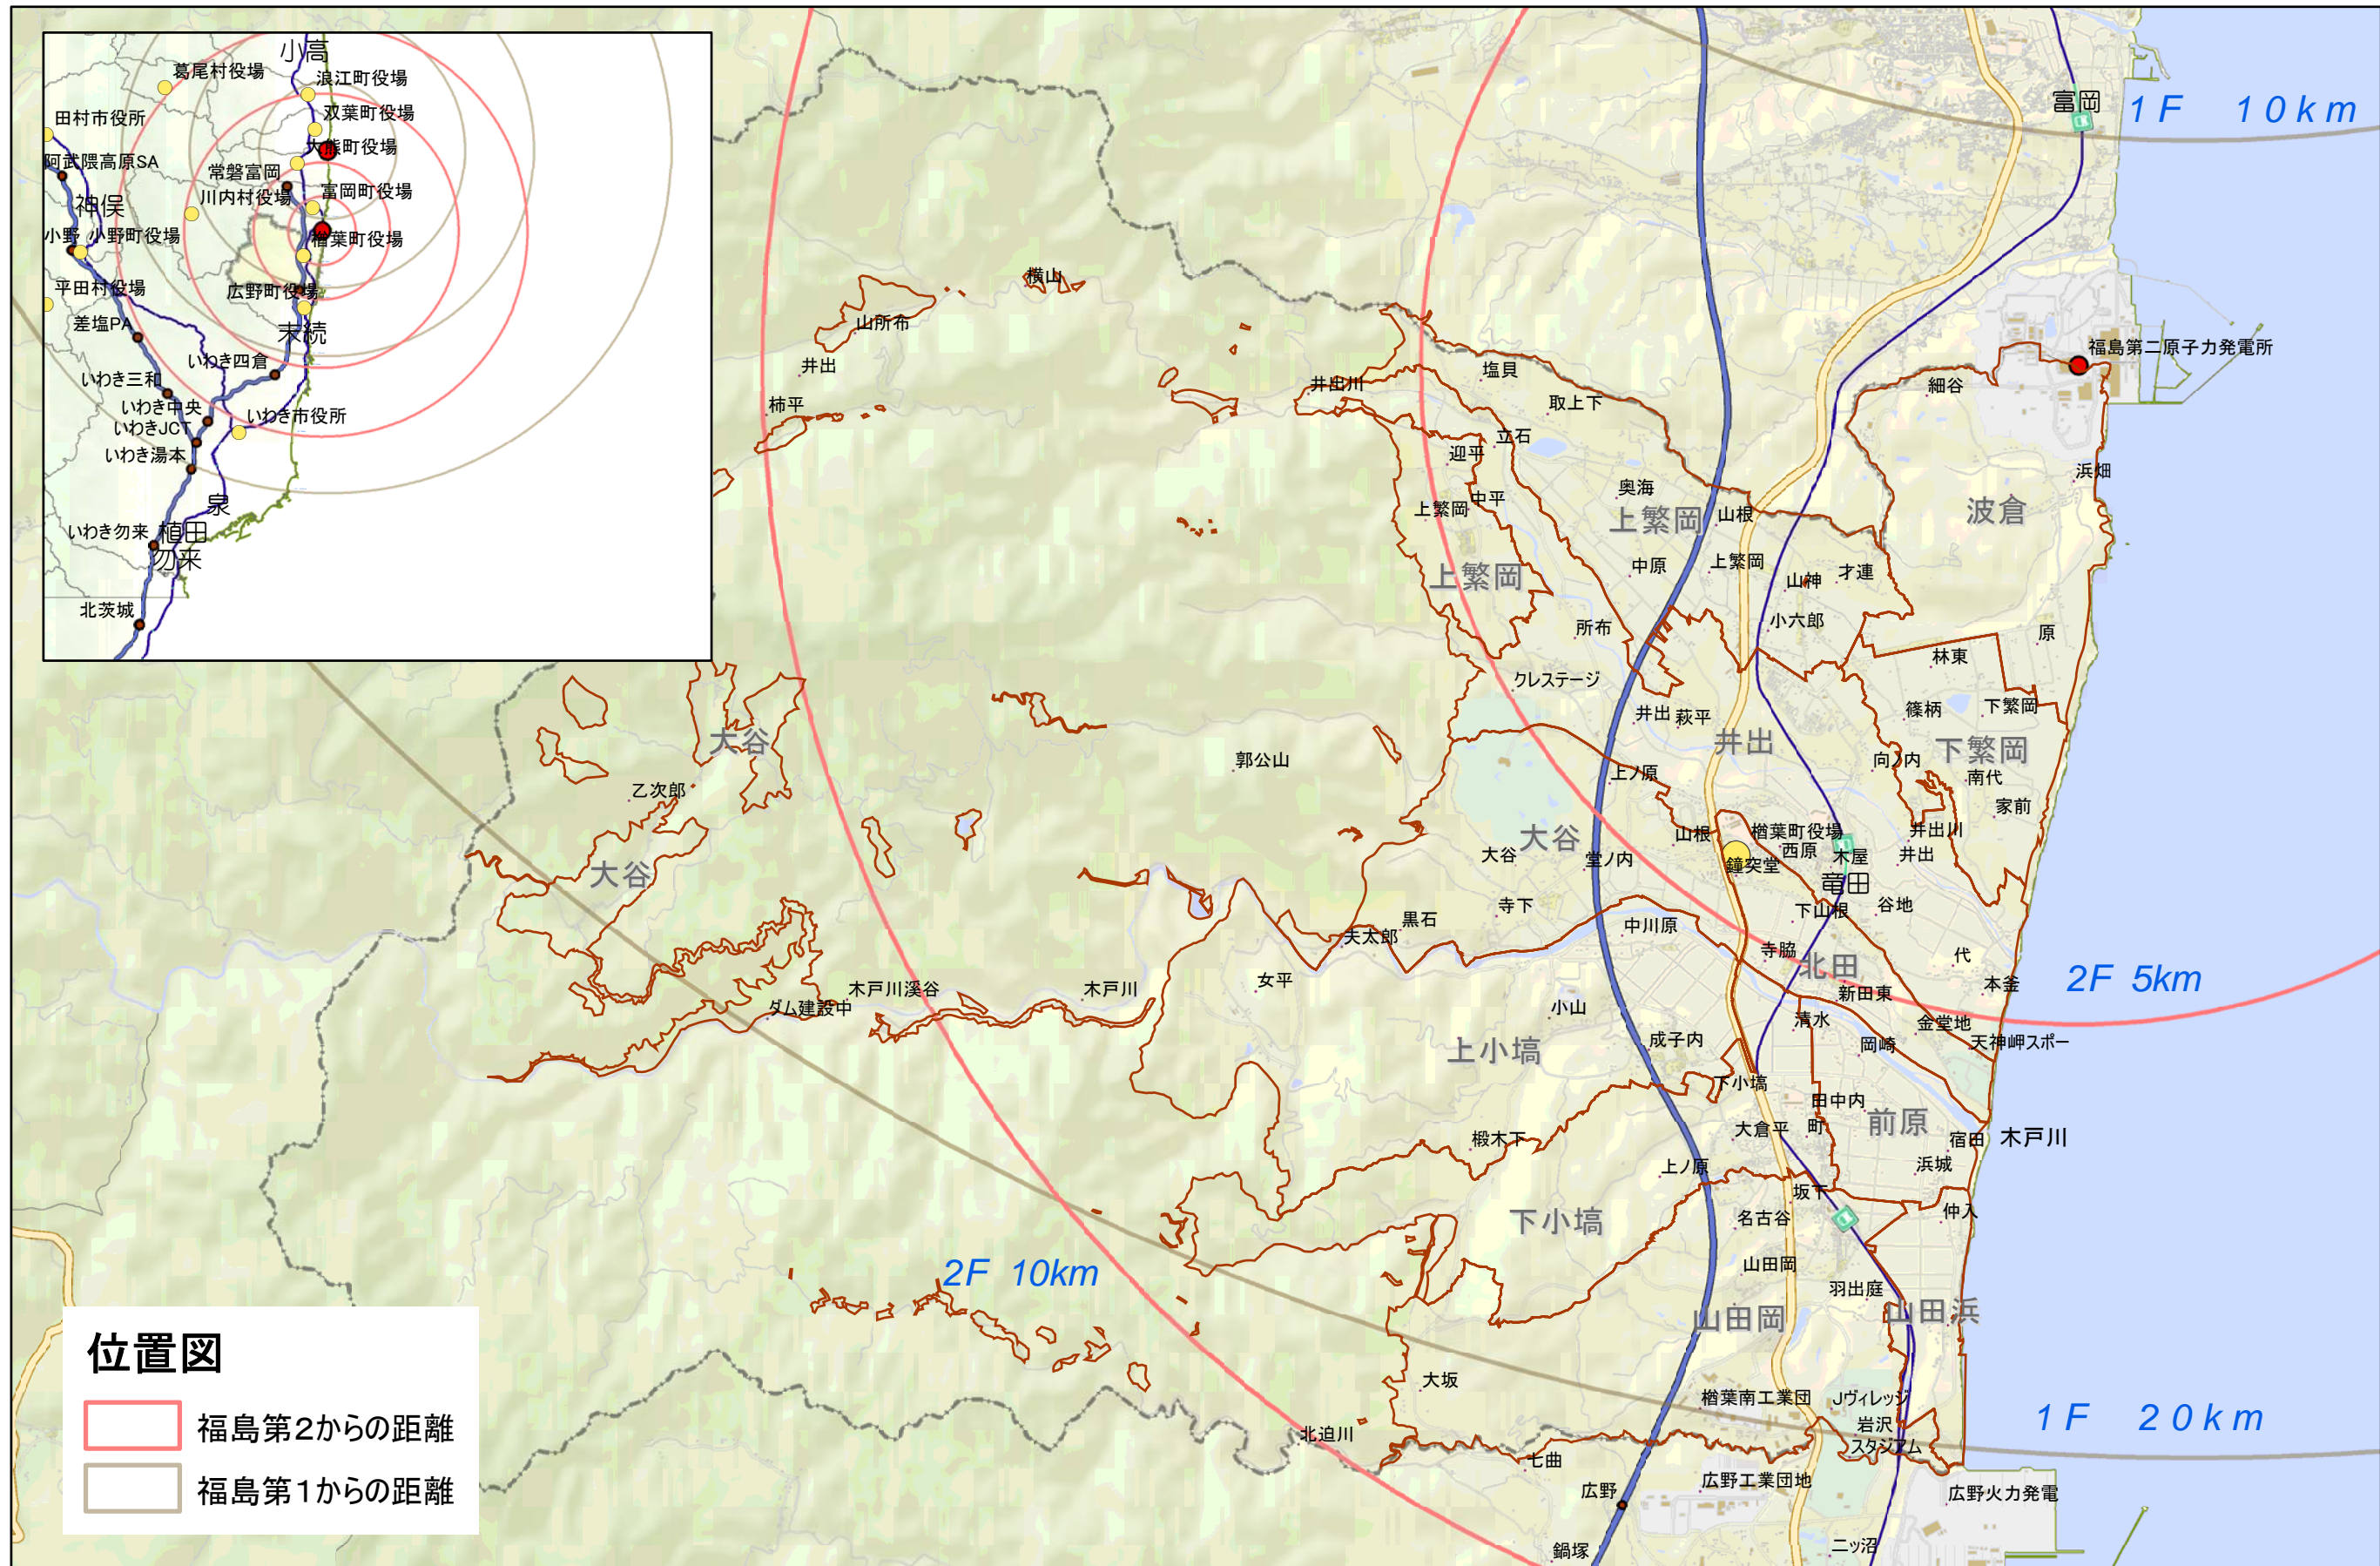 小高
葛尾村役場
浪江町役場
田村市役所
双葉町役場
大熊町役場
阿武隈高原SA
常磐富岡
川内村役場
富岡町役場
神俣
小野
小野町役場
楢葉町役場
平田村役場
広野町役場
差塩PA
末続
いわき四倉
いわき三和
いわき中央
いわき市役所
いわきJCT
いわき湯本
泉
いわき勿来
植田
勿来
北茨城
富岡
1F 10km
横山
山所布
井出
柿平
井出川
塩貝
取上下
福島第二原子力発電所
細谷
立石
迎平
中平
上繁岡
奥海
上繁岡
山根
浜畑
波倉
上繁岡
中原
上繁岡
山神
才連
所布
小六郎
原
林東
クレステージ
井出
萩平
篠柄
下繁岡
大谷
郭公山
井出
向ノ内
下繁岡
南代
乙次郎
上ノ原
家前
大谷
山根
楢葉町役場
西原
井出川
大谷
堂ノ内
鐘突堂
木屋
井出
大谷
竜田
寺下
黒石
下山根
谷地
夫太郎
中川原
寺脇
北田
代
2F 5km
木戸川渓谷
木戸川
女平
新田東
本釜
ダム建設中
小山
清水
金堂地
上小塙
成子内
岡崎
天神岬スポー
下小塙
田中内
前原
椴木下
大倉平
町
宿田
木戸川
上ノ原
浜城
坂下
下小塙
名古谷
仲入
2F 10km
山田岡
羽出庭
山田岡
山田浜
大坂
楢葉南工業団
Jヴィレッジ
岩沢
1F 20km
北迫川
スタジアム
七曲
広野工業団地
広野
広野火力発電
鍋塚
二ッ沼
位置図
福島第2からの距離
福島第1からの距離